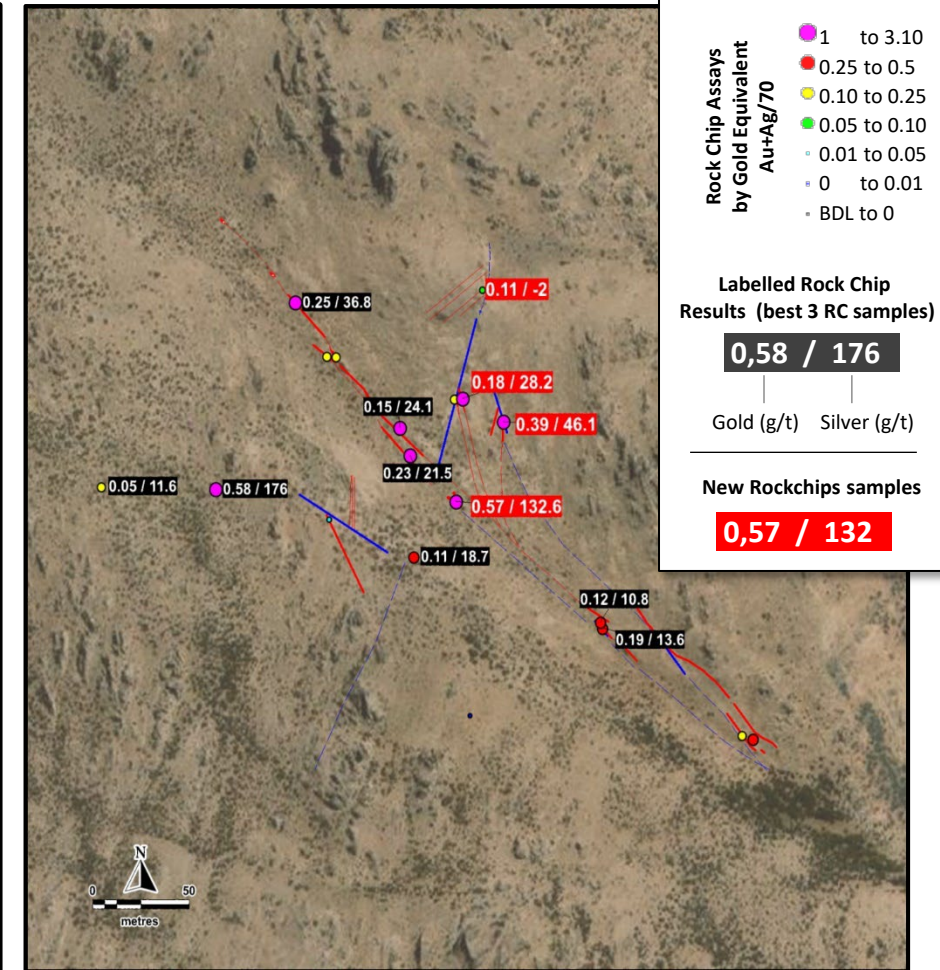 Rock Chip Assays
by Gold Equivalent
Au+Ag/70
1 to 3.10
0.25 to 0.5
0.10 to 0.25
0.05 to 0.10
0.01 to 0.05
0 to 0.01
BDL to 0
Labelled Rock Chip
Results (best 3 RC samples)
0,58 / 176
Gold (g/t) Silver (g/t)
New Rockchips samples
0,57 / 132
0.11 / -2
0.25 / 36.8
0.18 / 28.2
0.15 / 24.1
0.39 / 46.1
0.23 / 21.5
0.05 / 11.6
0.58 / 176
0.57 / 132.6
0.11 / 18.7
0.12 / 10.8
0.19 / 13.6
N
0 50
metres